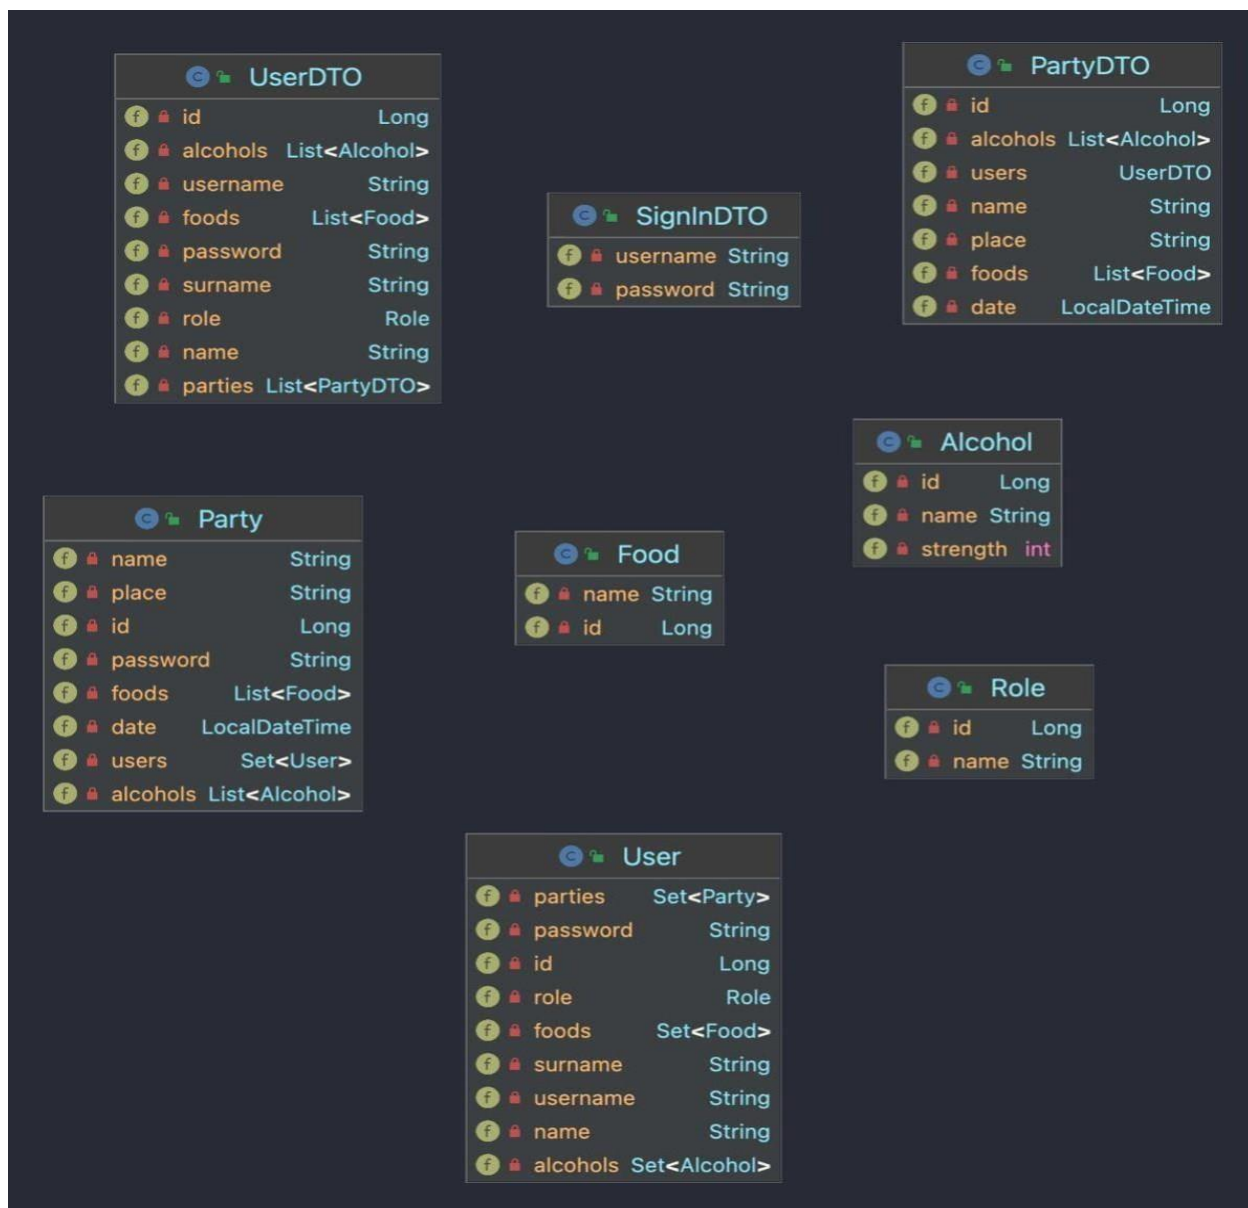 UserDTO
id Long
alcohols List<Alcohol>
username String
foods List<Food>
password String
surname String
role Role
name String
parties List<PartyDTO>
SignInDTO
username String
password String
PartyDTO
id Long
alcohols List<Alcohol>
users UserDTO
name String
place String
foods List<Food>
date LocalDateTime
Alcohol
id Long
name String
strength int
Party
name String
place String
id Long
password String
foods List<Food>
date LocalDateTime
users Set<User>
alcohols List<Alcohol>
Food
name String
id Long
Role
id Long
name String
User
parties Set<Party>
password String
id Long
role Role
foods Set<Food>
surname String
username String
name String
alcohols Set<Alcohol>